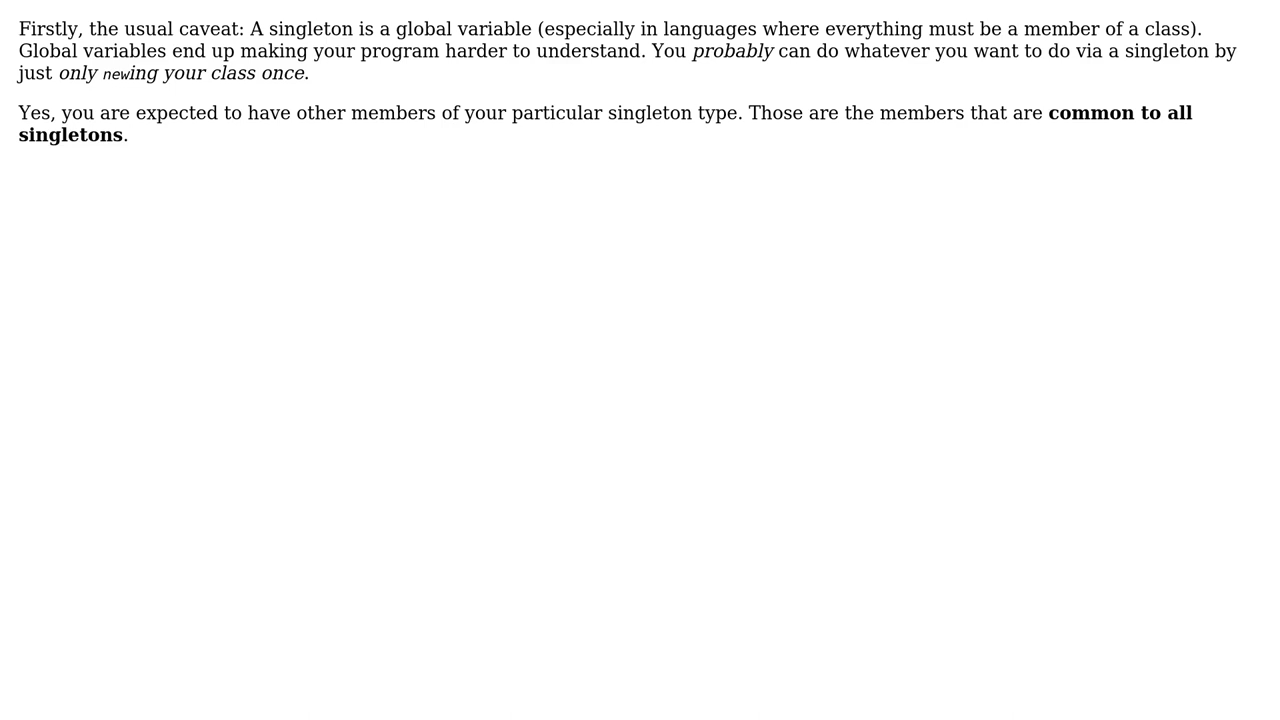 Firstly, the usual caveat: A singleton is a global variable (especially in languages where everything must be a member of a class).
Global variables end up making your program harder to understand. You probably can do whatever you want to do via a singleton by
just only newing your class once.
Yes, you are expected to have other members of your particular singleton type. Those are the members that are common to all
singletons.